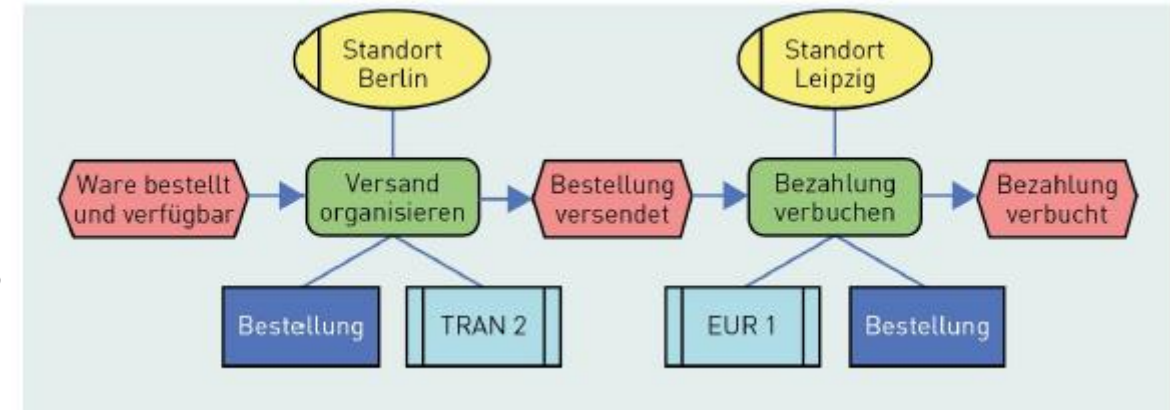 Standort
Berlin
Standort
Leipzig
Ware bestellt
und verfügbar
Versand
organisieren
Bestellung
versendet
Bezahlung
verbuchen
Bezahlung
verbucht
Bestellung
TRAN 2
EUR 1
Bestellung